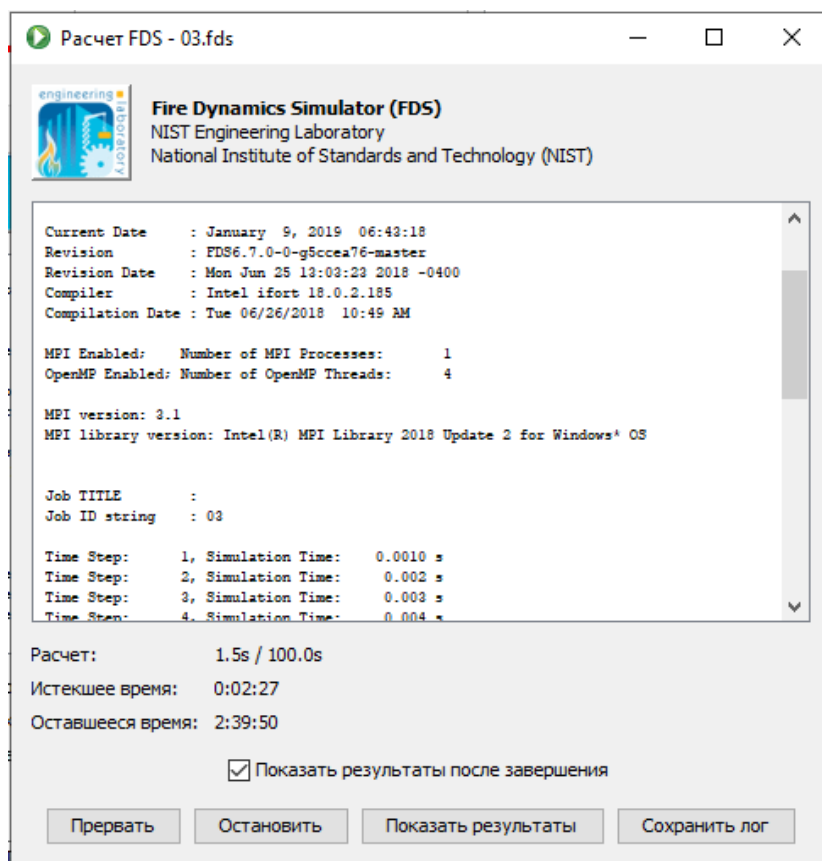 Расчет FDS - 03.fds
engineering
laboratory
Fire Dynamics Simulator (FDS)
NIST Engineering Laboratory
National Institute of Standards and Technology (NIST)
Current Date     : January  9, 2019  06:43:18
Revision         : FDS6.7.0-0-g5ccea76-master
Revision Date    : Mon Jun 25 13:03:23 2018 -0400
Compiler         : Intel ifort 18.0.2.185
Compilation Date : Tue 06/26/2018  10:49 AM
MPI Enabled;    Number of MPI Processes:       1
OpenMP Enabled; Number of OpenMP Threads:      4
MPI version: 3.1
MPI library version: Intel(R) MPI Library 2018 Update 2 for Windows* OS
Job TITLE        :
Job ID string    : 03
Time Step:      1, Simulation Time:    0.0010 s
Time Step:      2, Simulation Time:     0.002 s
Time Step:      3, Simulation Time:     0.003 s
Time Step:      4, Simulation Time:     0.004 s
Расчет: 1.5s / 100.0s
Истекшее время: 0:02:27
Оставшееся время: 2:39:50
Показать результаты после завершения
Прервать Остановить Показать результаты Сохранить лог